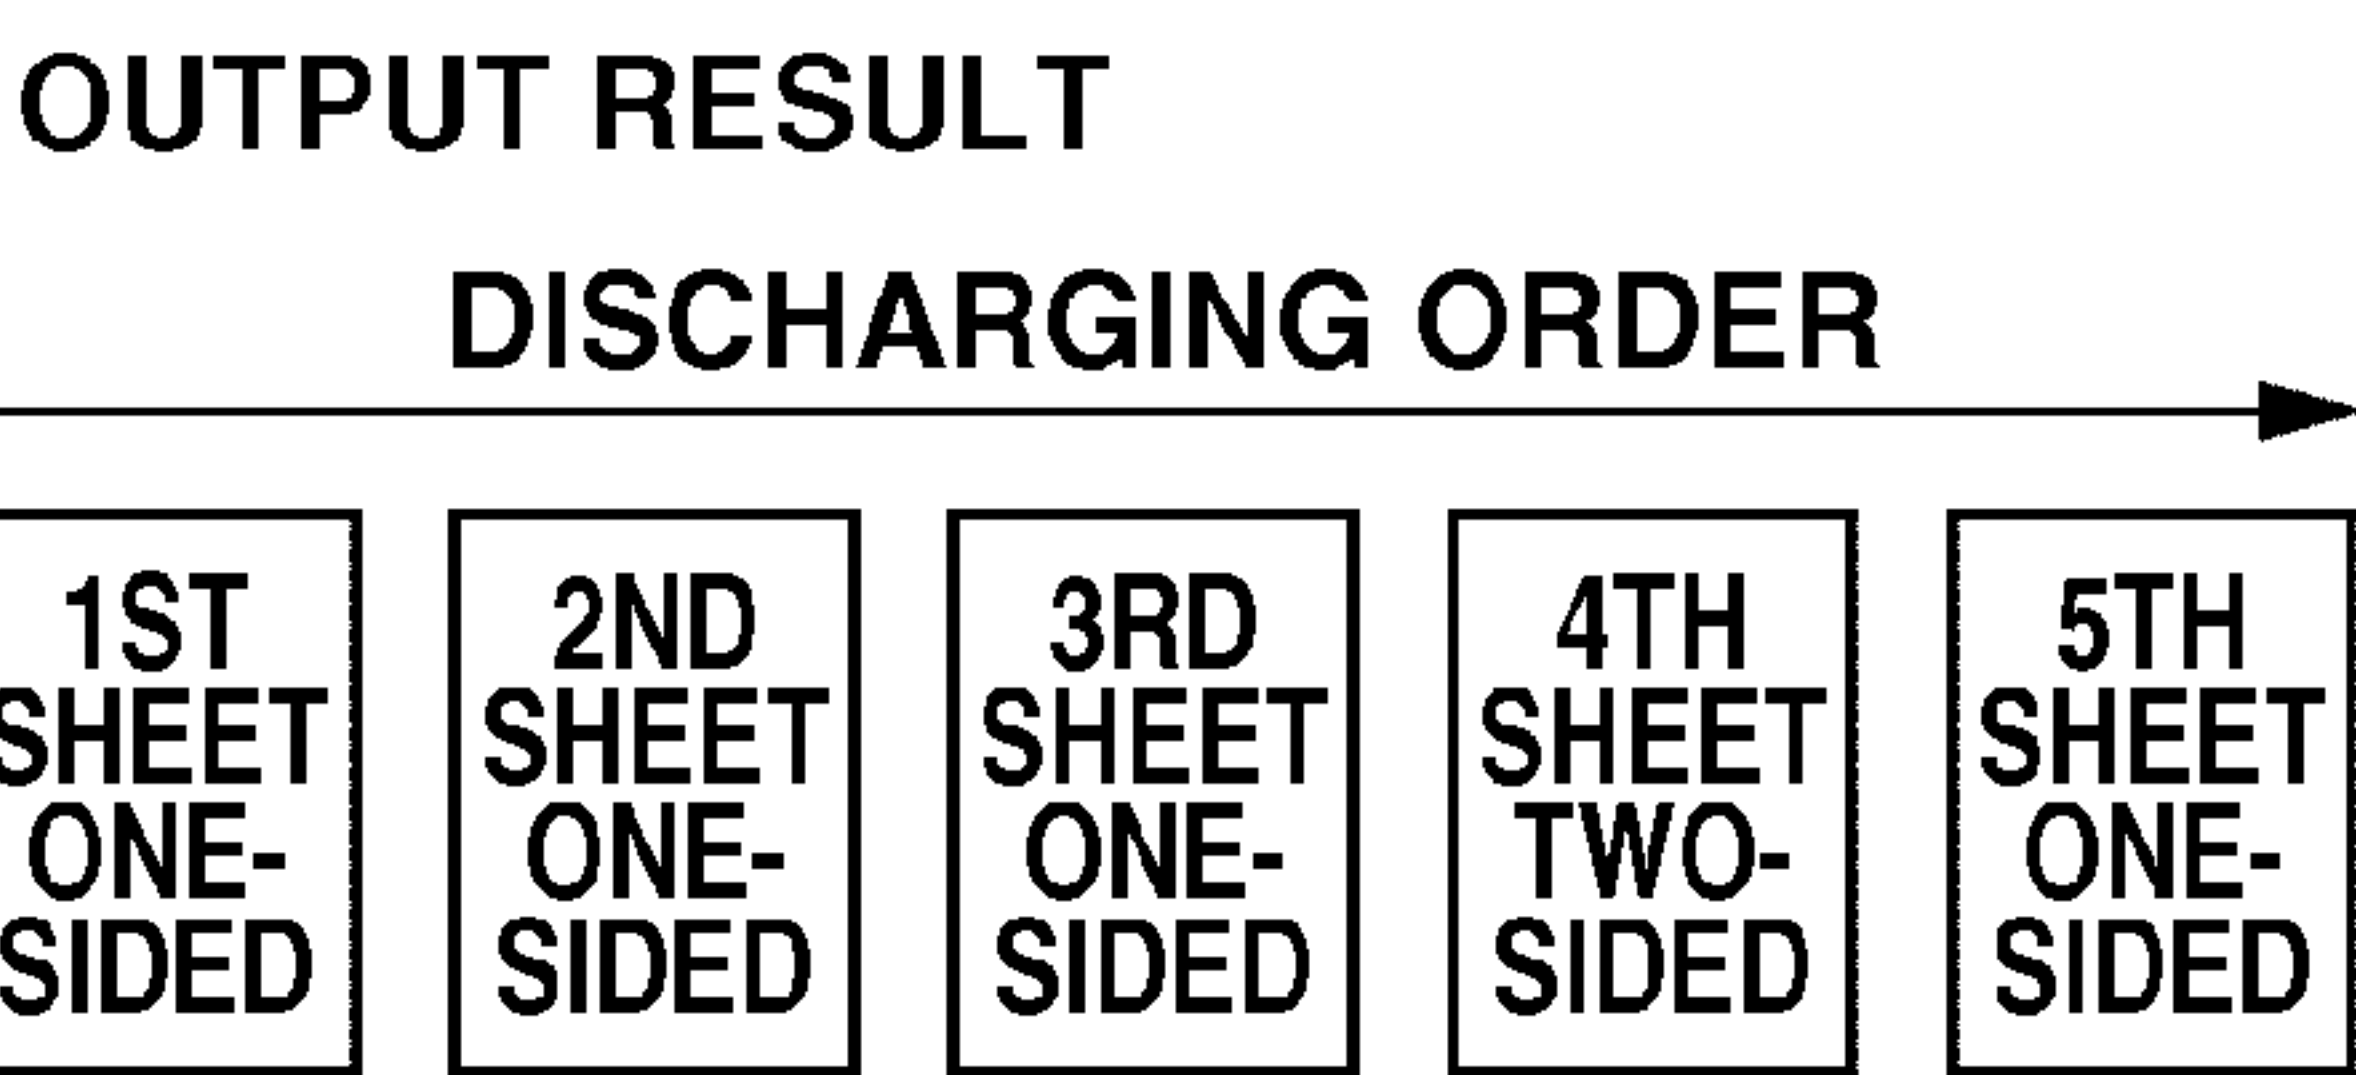 OUTPUT RESULT
DISCHARGING ORDER
1ST
SHEET
ONE-
SIDED
2ND
SHEET
ONE-
SIDED
3RD
SHEET
ONE-
SIDED
4TH
SHEET
TWO-
SIDED
5TH
SHEET
ONE-
SIDED